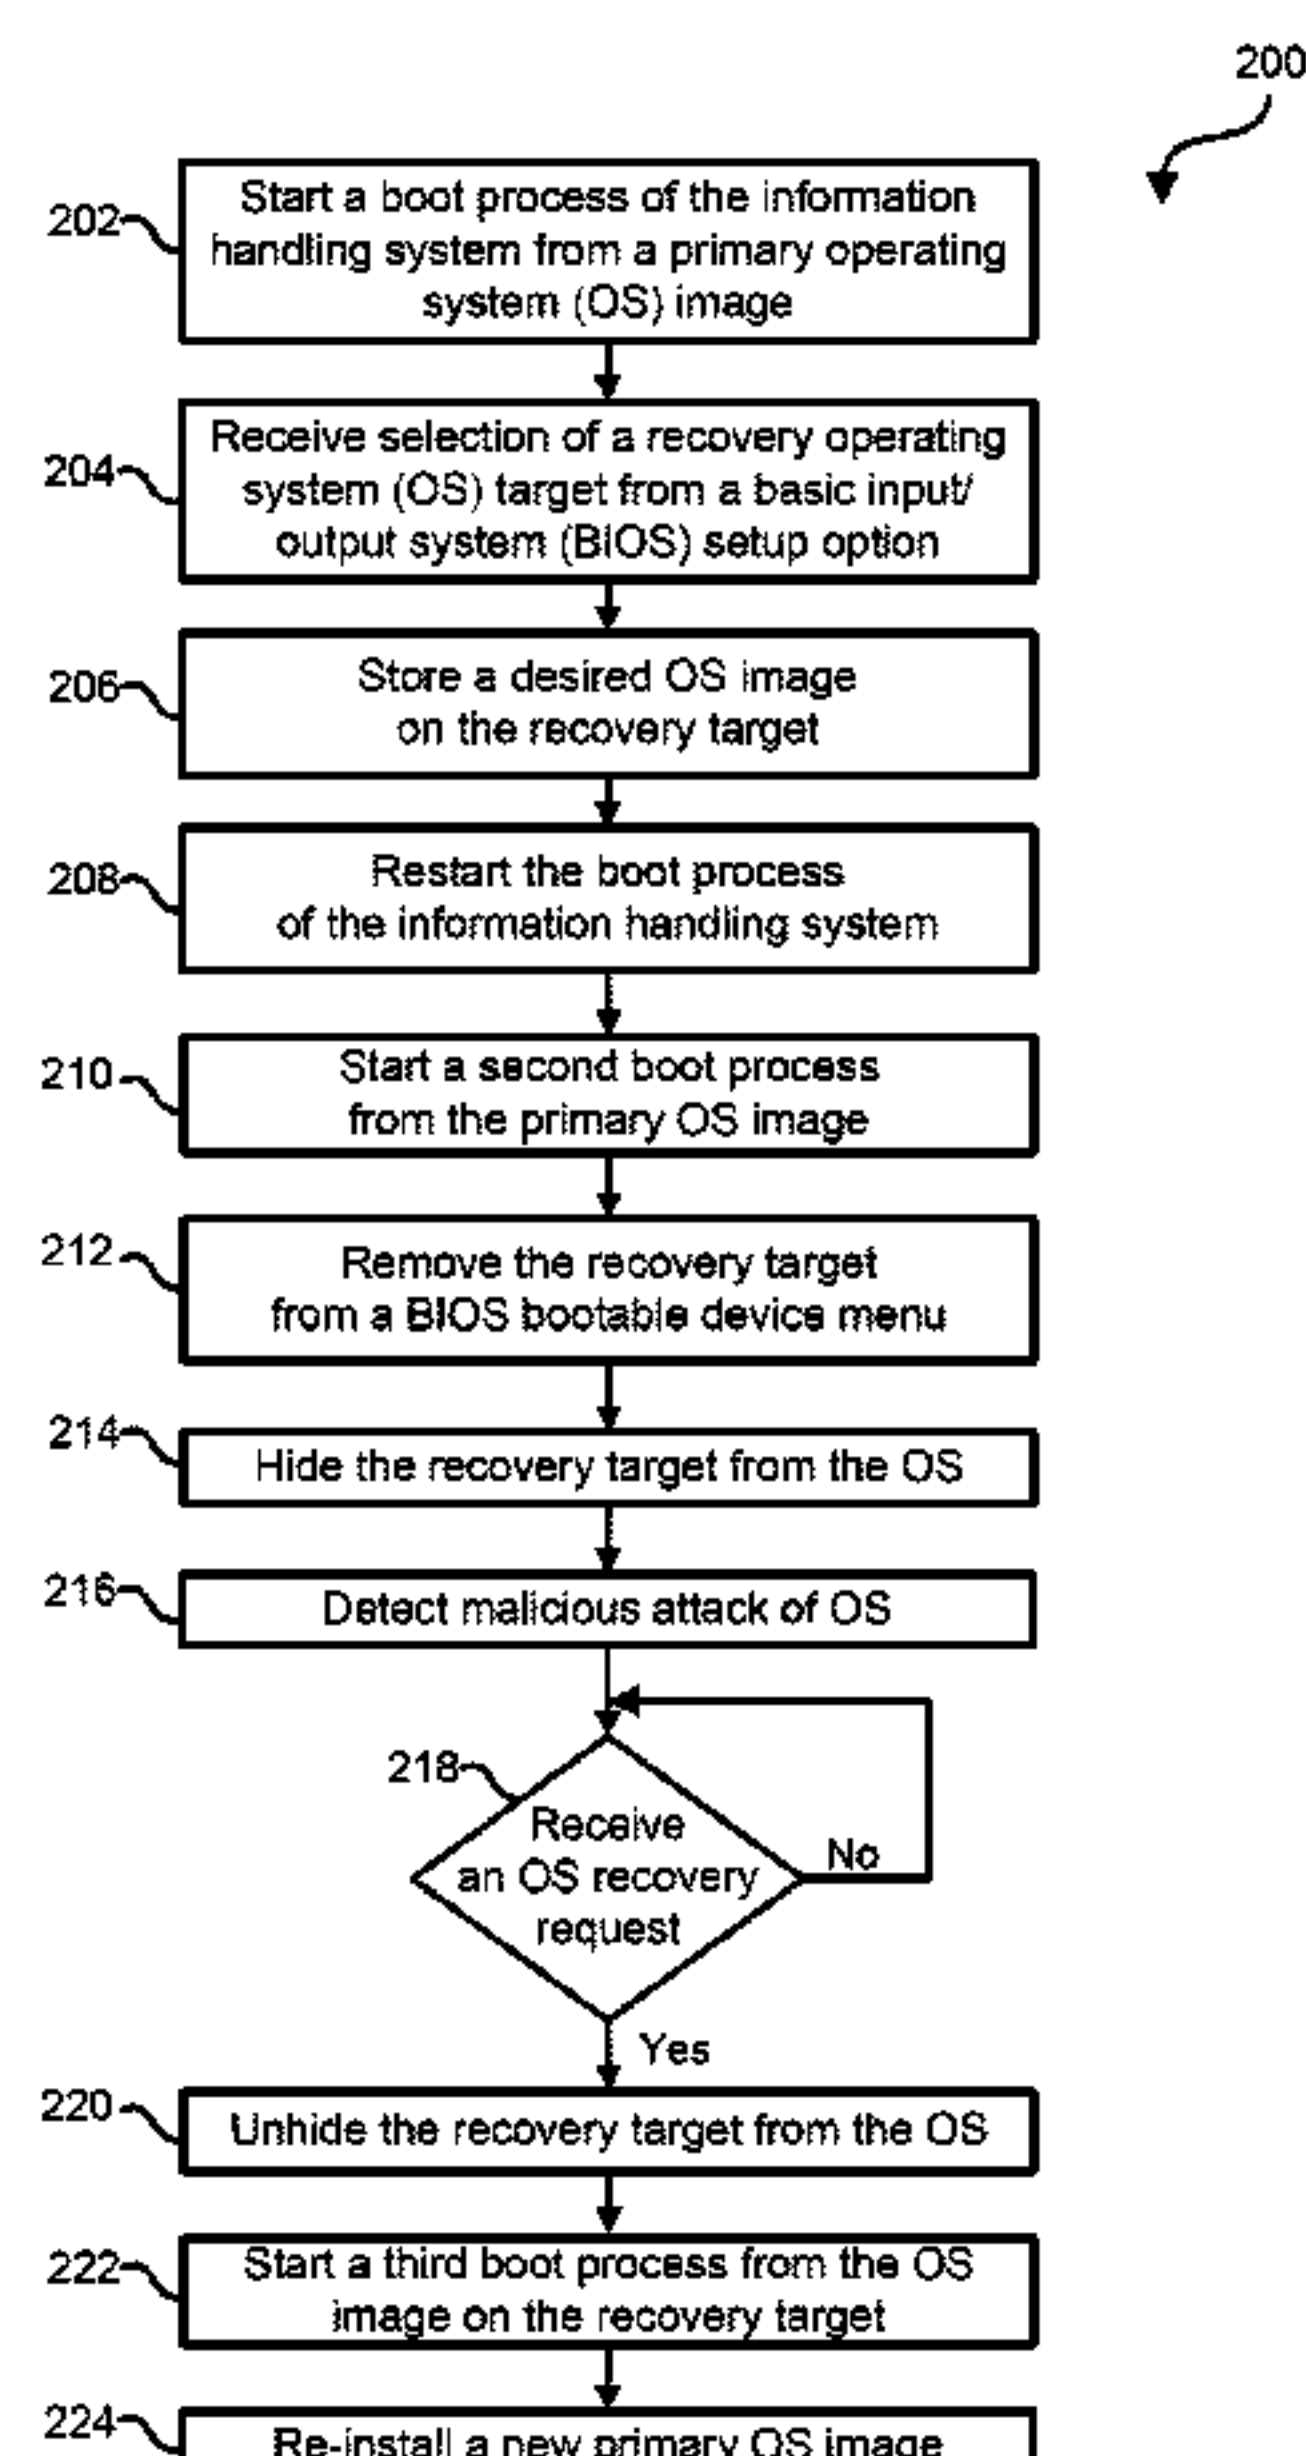 200
202
Start a boot process of the information
handling system from a primary operating
system (OS) image
204
Receive selection of a recovery operating
system (OS) target from a basic input/
output system (BIOS) setup option
206
Store a desired OS image
on the recovery target
208
Restart the boot process
of the information handling system
210
Start a second boot process
from the primary OS image
212
Remove the recovery target
from a BIOS bootable device menu
214
Hide the recovery target from the OS
216
Detect malicious attack of OS
218
Receive
an OS recovery
request
No
Yes
220
Unhide the recovery target from the OS
222
Start a third boot process from the OS
image on the recovery target
224
Re-install a new primary OS image